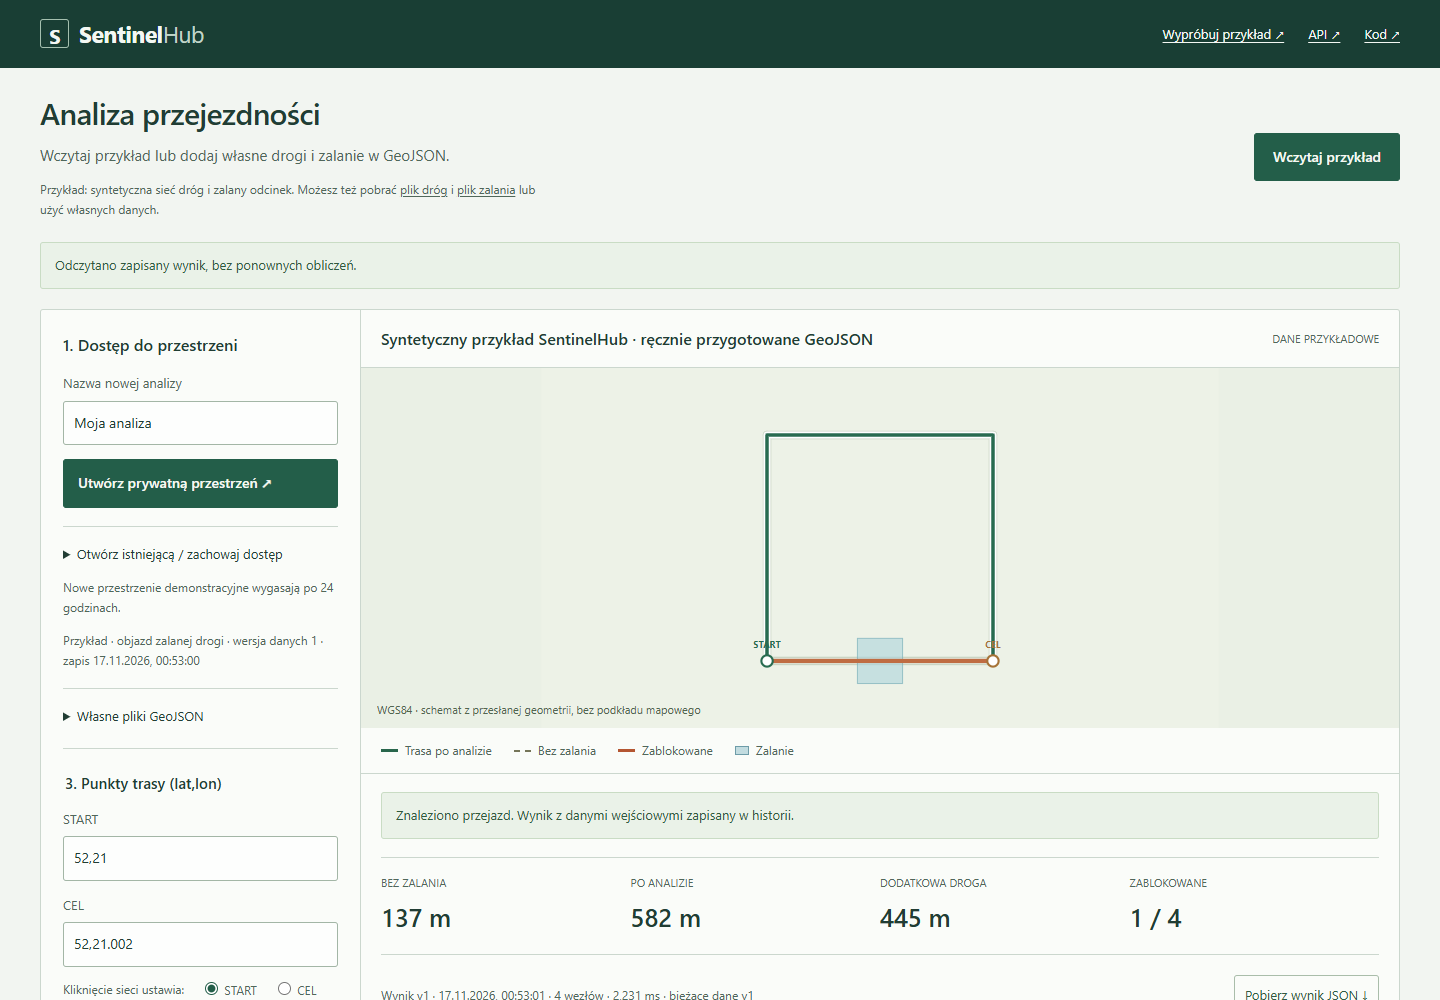 S SentinelHub
Wypróbuj przykład ↗ API ↗ Kod ↗
Analiza przejezdności
Wczytaj przykład lub dodaj własne drogi i zalanie w GeoJSON.
Przykład: syntetyczna sieć dróg i zalany odcinek. Możesz też pobrać plik dróg i plik zalania lub
użyć własnych danych.
Wczytaj przykład
Odczytano zapisany wynik, bez ponownych obliczeń.
1. Dostęp do przestrzeni
Nazwa nowej analizy
Moja analiza
Utwórz prywatną przestrzeń ↗
▶ Otwórz istniejącą / zachowaj dostęp
Nowe przestrzenie demonstracyjne wygasają po 24
godzinach.
Przykład · objazd zalanej drogi · wersja danych 1 ·
zapis 17.11.2026, 00:53:00
▶ Własne pliki GeoJSON
3. Punkty trasy (lat,lon)
START
52,21
CEL
52,21.002
Kliknięcie sieci ustawia: START CEL
Syntetyczny przykład SentinelHub · ręcznie przygotowane GeoJSON
DANE PRZYKŁADOWE
START
CEL
WGS84 · schemat z przesłanej geometrii, bez podkładu mapowego
Trasa po analizie Bez zalania Zablokowane Zalanie
Znaleziono przejazd. Wynik z danymi wejściowymi zapisany w historii.
BEZ ZALANIA
137 m
PO ANALIZIE
582 m
DODATKOWA DROGA
445 m
ZABLOKOWANE
1 / 4
Wynik v1 · 17.11.2026, 00:53:01 · 4 węzłów · 2.231 ms · bieżące dane v1
Pobierz wynik JSON ↓